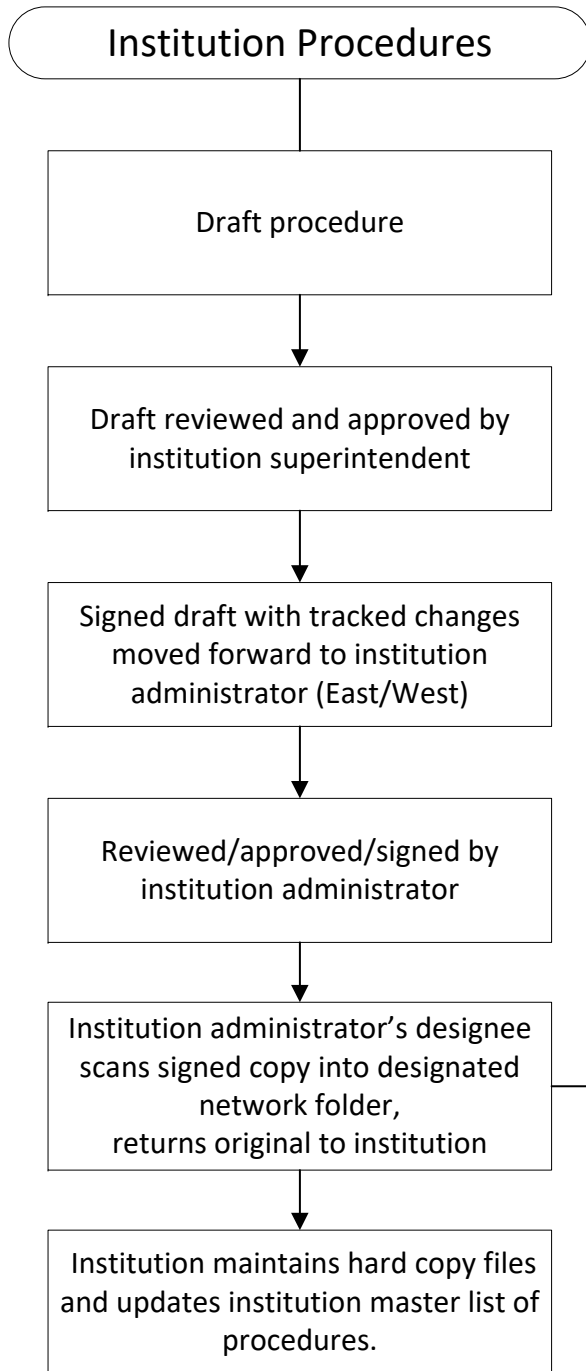 Institution Procedures
Draft procedure
Draft reviewed and approved by
institution superintendent
Signed draft with tracked changes
moved forward to institution
administrator (East/West)
Reviewed/approved/signed by
institution administrator
Institution administrator’s designee
scans signed copy into designated
network folder,
returns original to institution
Institution maintains hard copy files
and updates institution master list of
procedures.